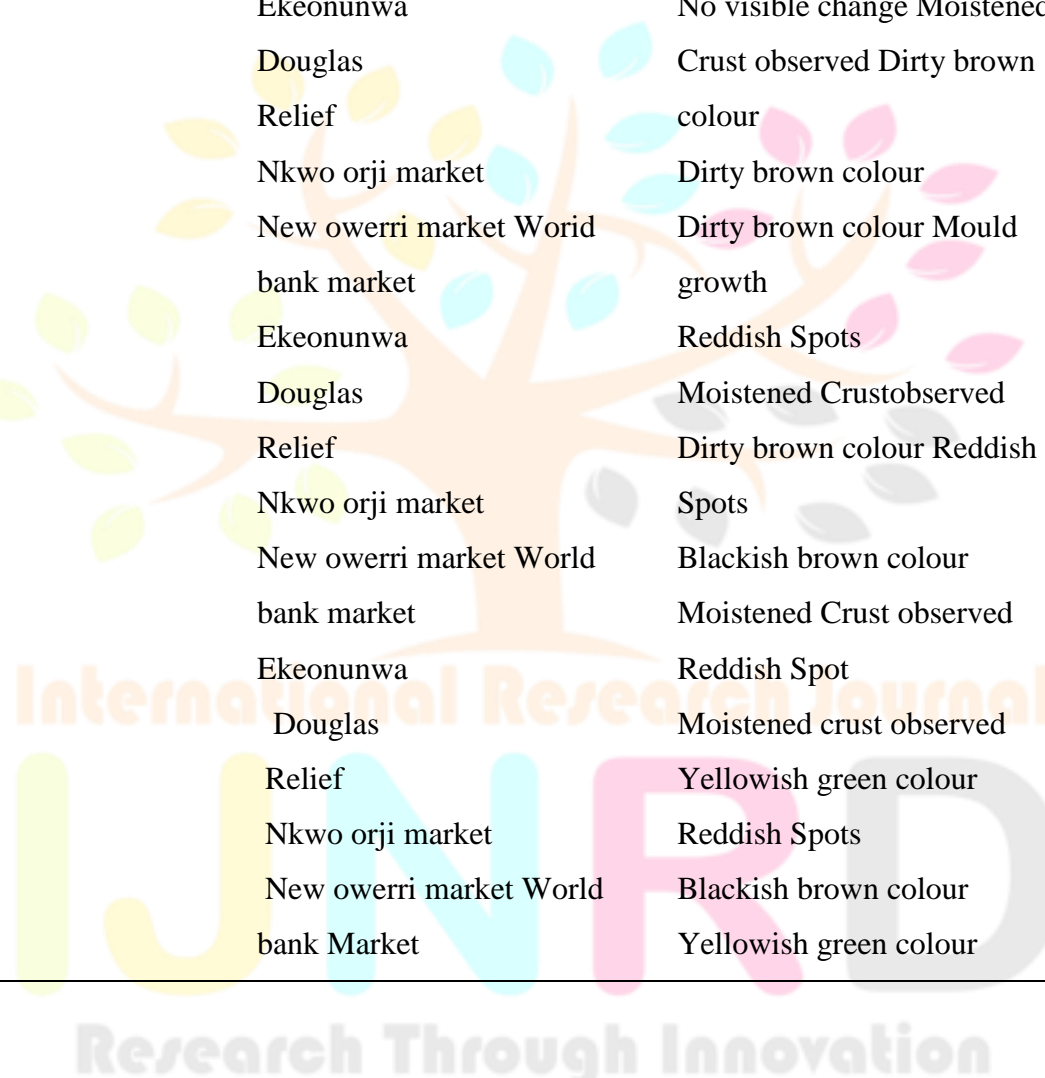 Ekeonunwa No visible change Moistened
Douglas Crust observed Dirty brown
Relief colour
Nkwo orji market Dirty brown colour
New owerri market Worid Dirty brown colour Mould
bank market growth
Ekeonunwa Reddish Spots
Douglas Moistened Crustobserved
Relief Dirty brown colour Reddish
Nkwo orji market Spots
New owerri market World Blackish brown colour
bank market Moistened Crust observed
Ekeonunwa Reddish Spot
International Research Journal
Douglas Moistened crust observed
Relief Yellowish green colour
Nkwo orji market Reddish Spots
New owerri market World Blackish brown colour
bank Market Yellowish green colour
IJNRD
Research Through Innovation